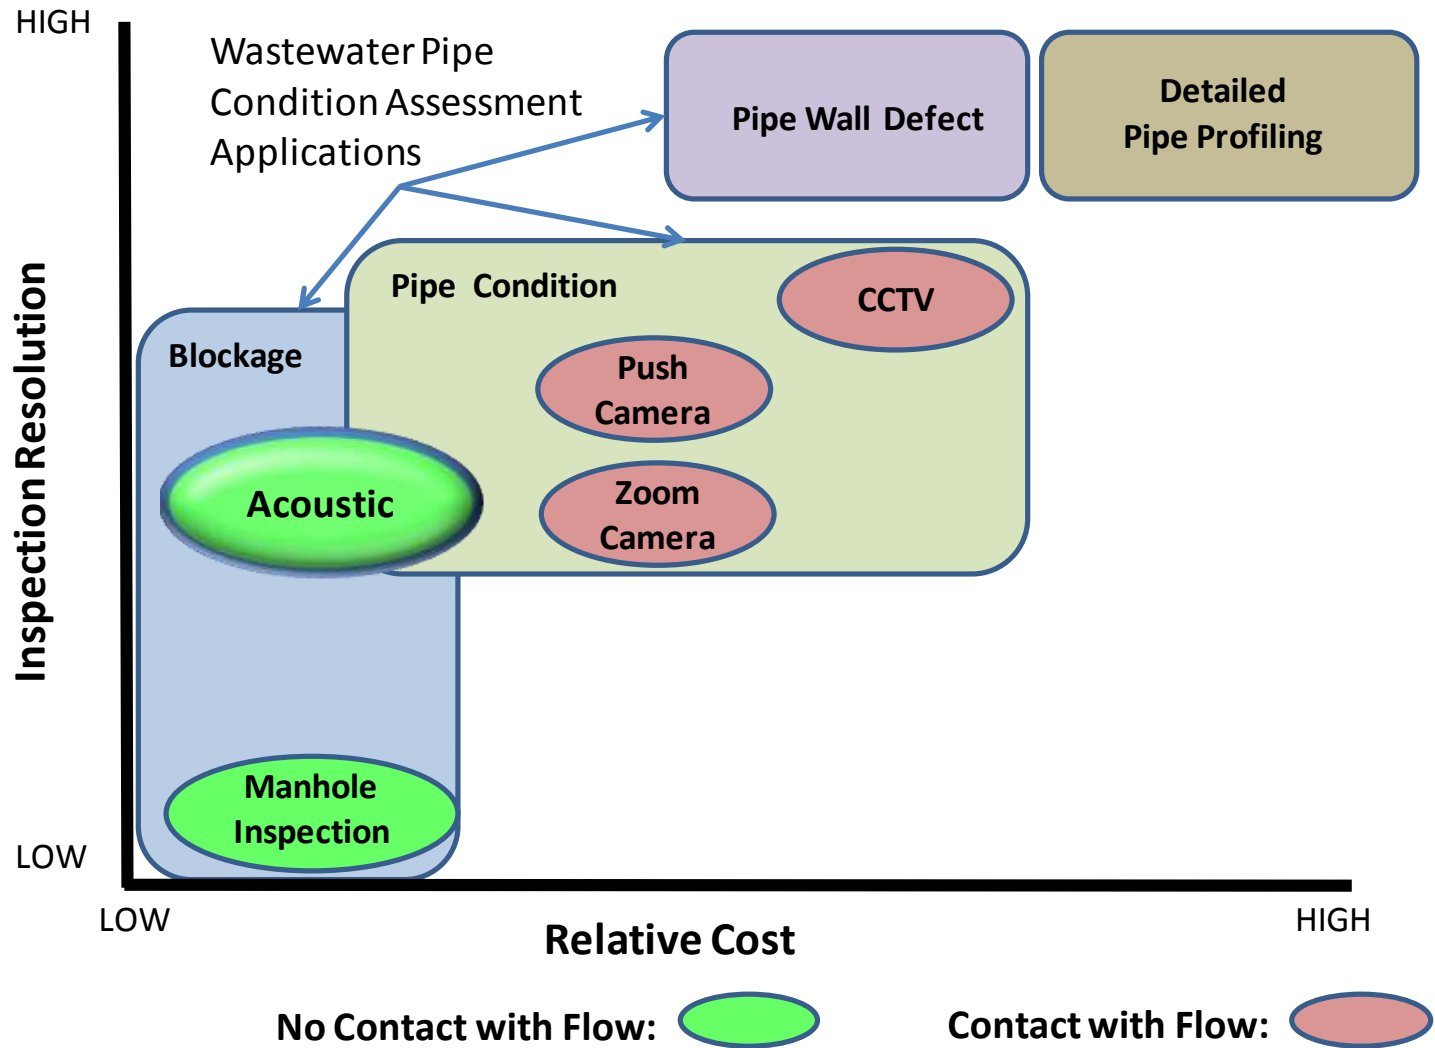 HIGH
Wastewater Pipe
Condition Assessment
Applications
Pipe Wall Defect
Detailed
Pipe Profiling
Inspection Resolution
Pipe Condition
CCTV
Blockage
Push
Camera
Acoustic
Zoom
Camera
Manhole
Inspection
LOW
LOW
HIGH
Relative Cost
No Contact with Flow:
Contact with Flow: